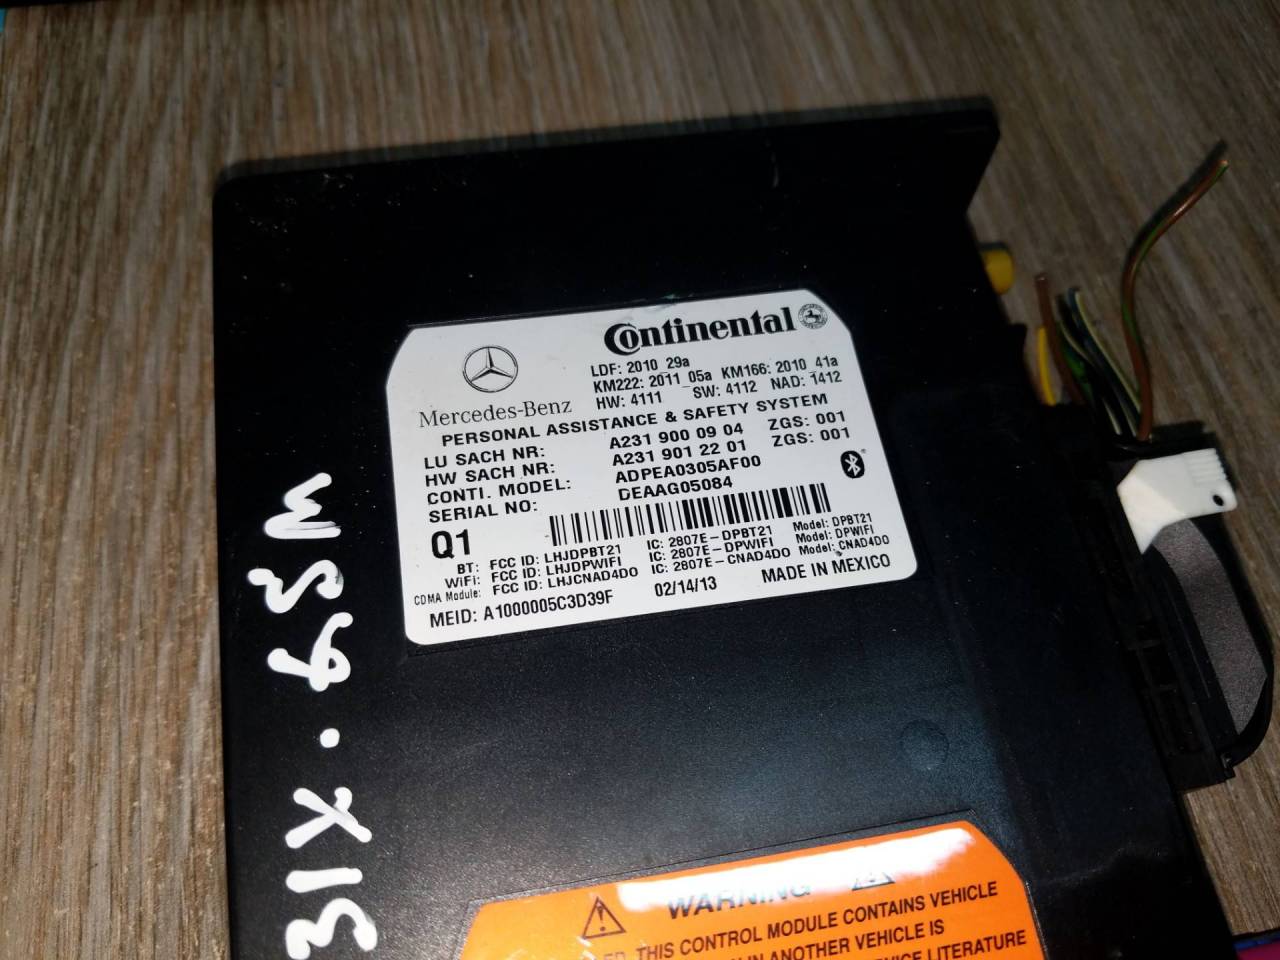 Continental
Mercedes-Benz
LDF: 2010_29a
KM222: 2011_05a KM166: 2010_41a
HW: 4111 SW: 4112 NAD: 1412
PERSONAL ASSISTANCE & SAFETY SYSTEM
LU SACH NR: A231 900 09 04 ZGS: 001
HW SACH NR: A231 901 22 01 ZGS: 001
CONTI. MODEL: ADPEA0305AF00
SERIAL NO: DEAAG05084
Q1
BT: FCC ID: LHJDPBT21 IC: 2807E-DPBT21 Model: DPBT21
WiFi: FCC ID: LHJDPWIFI IC: 2807E-DPWIFI Model: DPWIFI
CDMA Module: FCC ID: LHJCNAD4DO IC: 2807E-CNAD4DO Model: CNAD4DO
MEID: A1000005C3D39F 02/14/13 MADE IN MEXICO
WARNING
THIS CONTROL MODULE CONTAINS VEHICLE
IN ANOTHER VEHICLE IS
LITERATURE